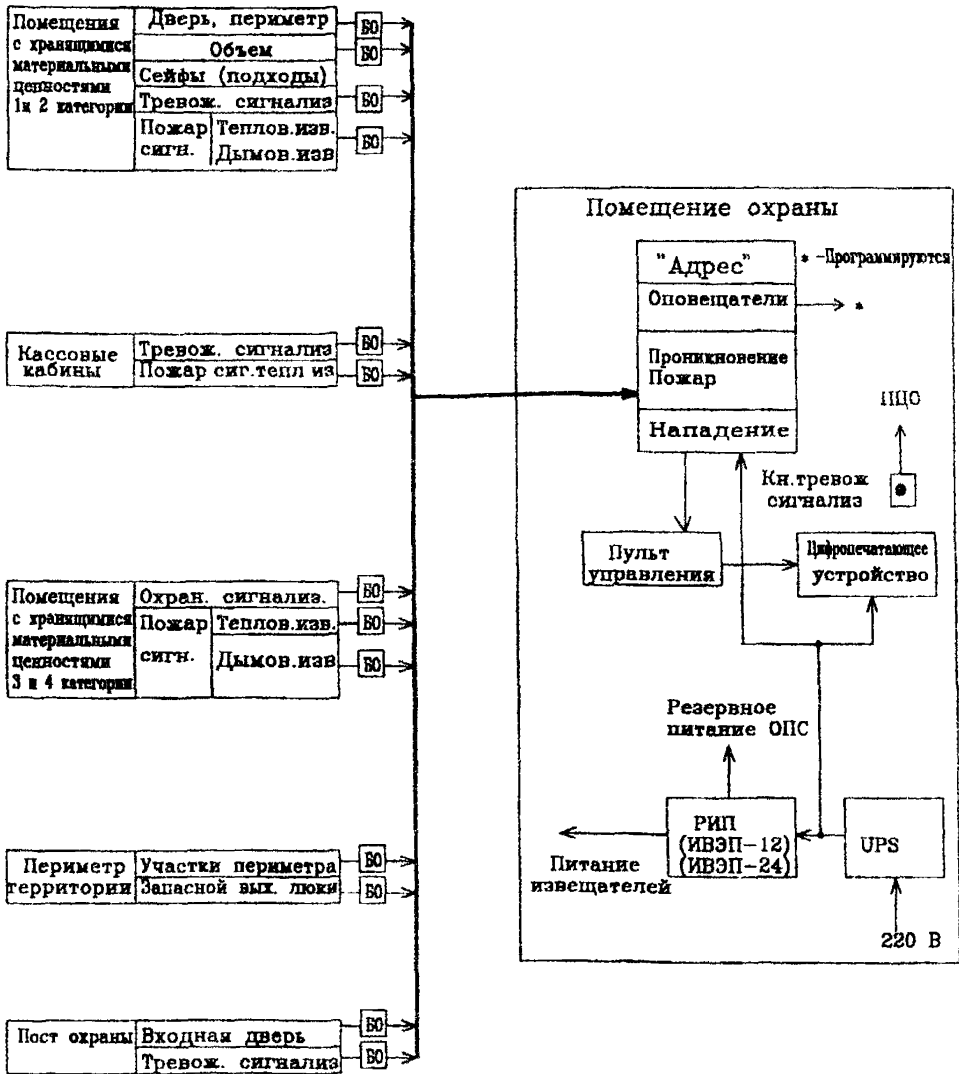 Помещения
с хранящимися
материальными
ценностями
1и 2 категории
Дверь, периметр
БО
Объем
БО
Сейфы (подходы)
Тревож. сигнализ
БО
Пожар
сигн.
Теплов.изв.
Дымов.изв
БО
Кассовые
кабины
Тревож. сигнализ
БО
Пожар сиг.тепл из
БО
Помещения
с хранящимися
материальными
ценностями
3 и 4 категории
Охран. сигнализ.
БО
Пожар
сигн.
Теплов.изв.
БО
Дымов.изв
БО
Периметр
территории
Участки периметра
БО
Запасной вых. люки
БО
Пост охраны
Входная дверь
БО
Тревож. сигнализ
БО
Помещение охраны
"Адрес"
* -Программируются
Оповещатели
*
Проникновение
Пожар
Нападение
ПЦО
Кн.тревож
сигнализ
Пульт
управления
Цифропечатающее
устройство
Резервное
питание ОПС
РИП
(ИВЭП-12)
(ИВЭП-24)
UPS
Питание
извещателей
220 В